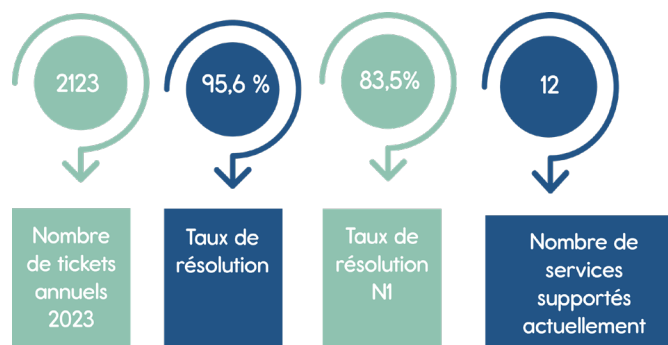 2123
95,6 %
83,5%
12
Nombre
de tickets
annuels
2023
Taux de
résolution
Taux de
résolution
N1
Nombre de
services
supportés
actuellement